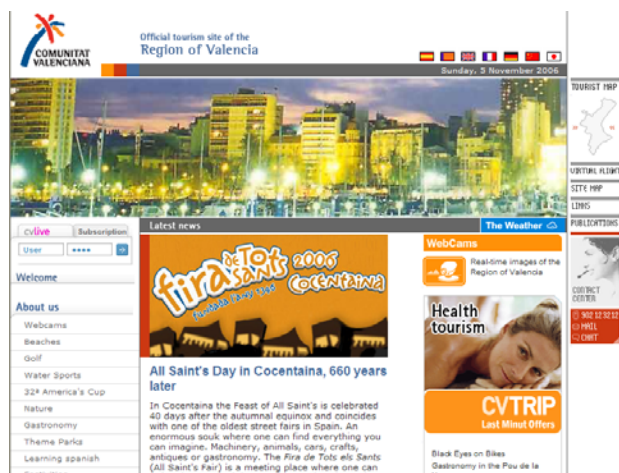 COMUNITAT
VALENCIANA
Official tourism site of the
Region of Valencia
Sunday, 5 November 2006
TOURIST MAP
VIRTUAL FLIGHT
SITE MAP
LINKS
PUBLICATIONS
CONTACT
CENTER
902 12 32 12
MAIL
CHAT
cvlive
Subscription
User
****
Welcome
About us
Webcams
Beaches
Golf
Water Sports
32ª America's Cup
Nature
Gastronomy
Theme Parks
Learning spanish
Latest news
The Weather
fira de Tots sants 2006
Cocentaina
fundada l'any 1346
All Saint's Day in Cocentaina, 660 years
later
In Cocentaina the Feast of All Saint's is celebrated
40 days after the autumnal equinox and coincides
with one of the oldest street fairs in Spain. An
enormous souk where one can find everything you
can imagine. Machinery, animals, cars, crafts,
antiques or gastronomy. The Fira de Tots els Sants
(All Saint's Fair) is a meeting place where one can
WebCams
Real-time images of the
Region of Valencia
Health
tourism
CVTRIP
Last Minut Offers
Black Eyes on Bikes
Gastronomy in the Pou de la